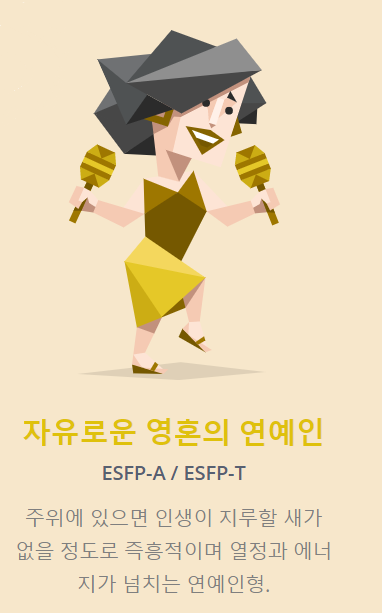 자유로운 영혼의 연예인
ESFP-A / ESFP-T
주위에 있으면 인생이 지루할 새가
없을 정도로 즉흥적이며 열정과 에너
지가 넘치는 연예인형.